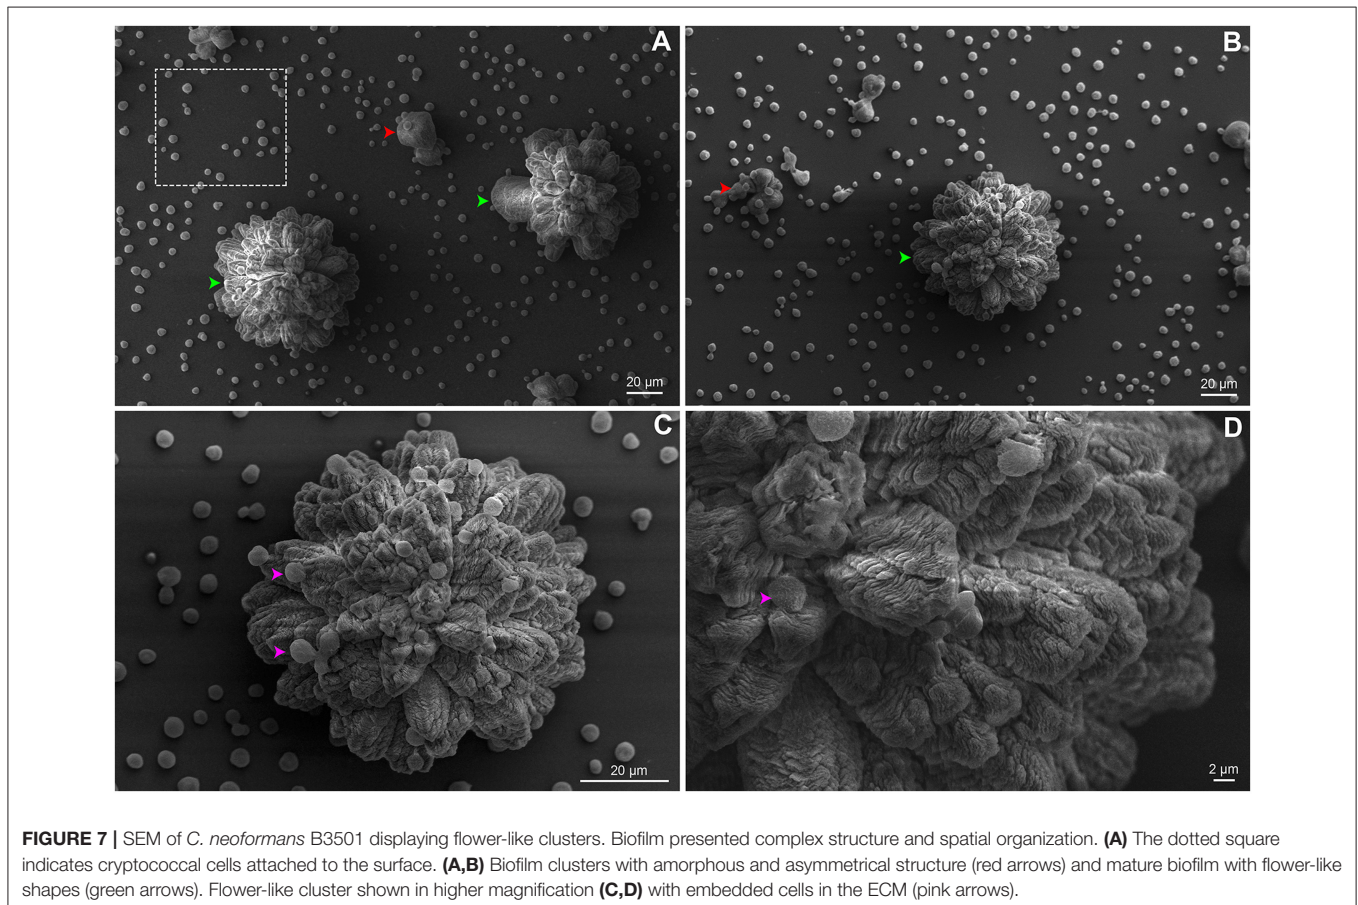 A
B
20 µm
20 µm
C
D
20 µm
2 µm
FIGURE 7 | SEM of C. neoformans B3501 displaying flower-like clusters. Biofilm presented complex structure and spatial organization. (A) The dotted square
indicates cryptococcal cells attached to the surface. (A,B) Biofilm clusters with amorphous and asymmetrical structure (red arrows) and mature biofilm with flower-like
shapes (green arrows). Flower-like cluster shown in higher magnification (C,D) with embedded cells in the ECM (pink arrows).